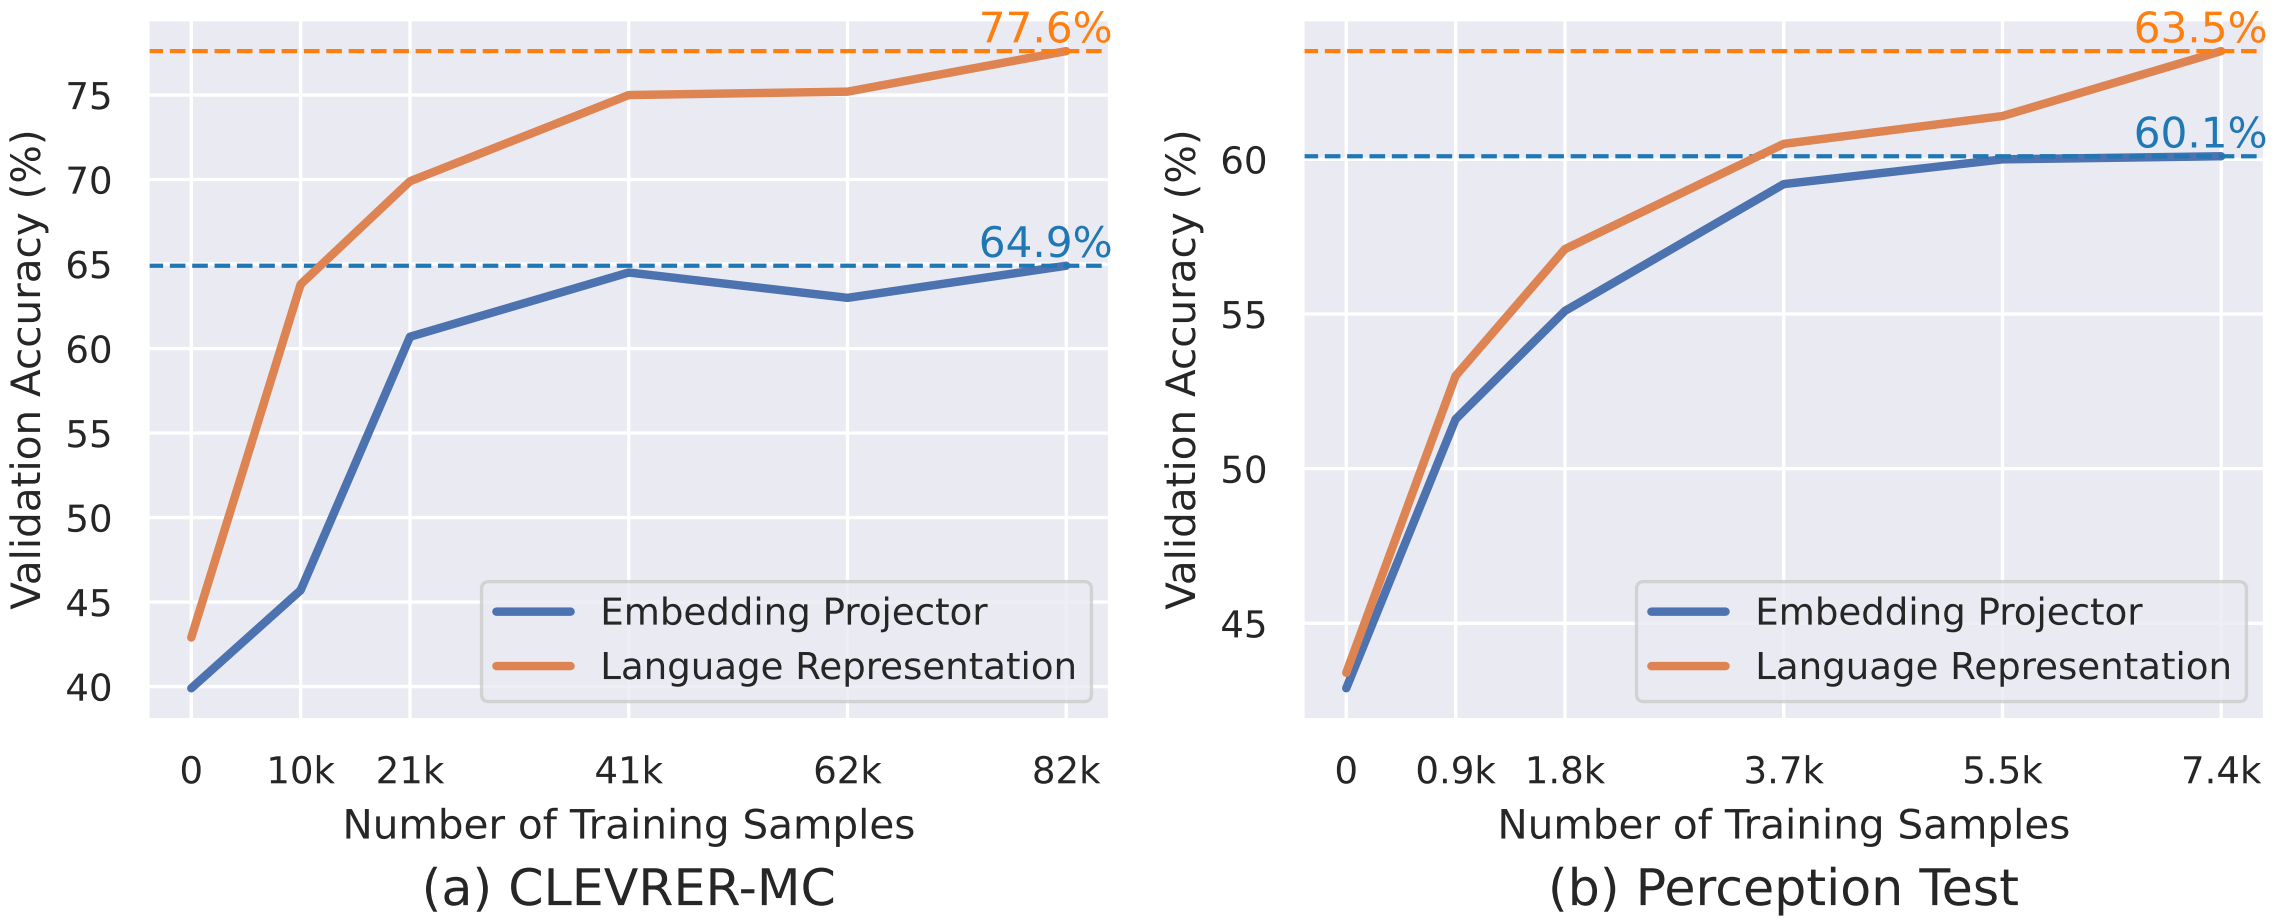 77.6%
64.9%
75
70
65
60
55
50
45
40
Validation Accuracy (%)
Embedding Projector
Language Representation
0 10k 21k 41k 62k 82k
Number of Training Samples
(a) CLEVRER-MC
63.5%
60.1%
60
55
50
45
Validation Accuracy (%)
Embedding Projector
Language Representation
0 0.9k 1.8k 3.7k 5.5k 7.4k
Number of Training Samples
(b) Perception Test